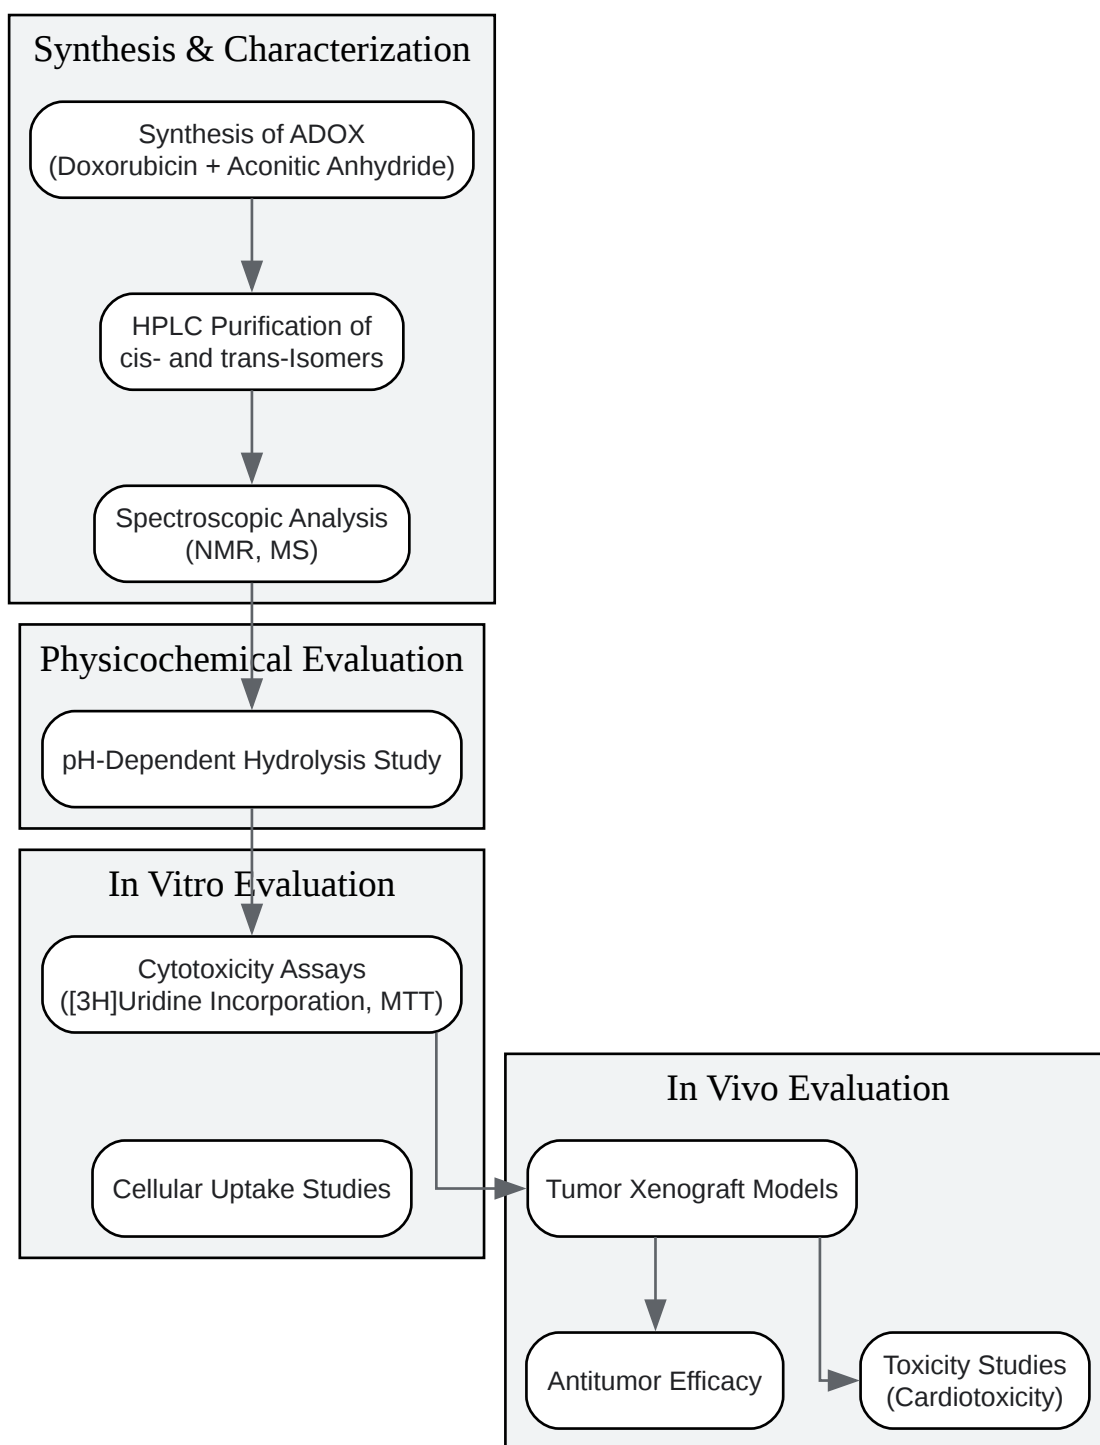 Synthesis & Characterization
Synthesis of ADOX
(Doxorubicin + Aconitic Anhydride)
HPLC Purification of
cis- and trans-Isomers
Spectroscopic Analysis
(NMR, MS)
Physicochemical Evaluation
pH-Dependent Hydrolysis Study
In Vitro Evaluation
Cytotoxicity Assays
([3H]Uridine Incorporation, MTT)
Cellular Uptake Studies
In Vivo Evaluation
Tumor Xenograft Models
Antitumor Efficacy
Toxicity Studies
(Cardiotoxicity)